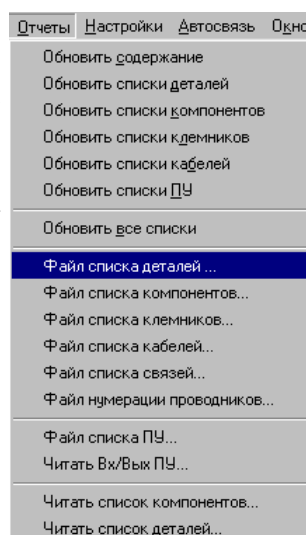 Отчеты Настройки Автосвязь Окно
Обновить содержание
Обновить списки деталей
Обновить списки компонентов
Обновить списки клемников
Обновить списки кабелей
Обновить списки ПУ
Обновить все списки
Файл списка деталей ...
Файл списка компонентов...
Файл списка клемников...
Файл списка кабелей...
Файл списка связей...
Файл нумерации проводников...
Файл списка ПУ...
Читать Вх/Вых ПУ...
Читать список компонентов...
Читать список деталей...